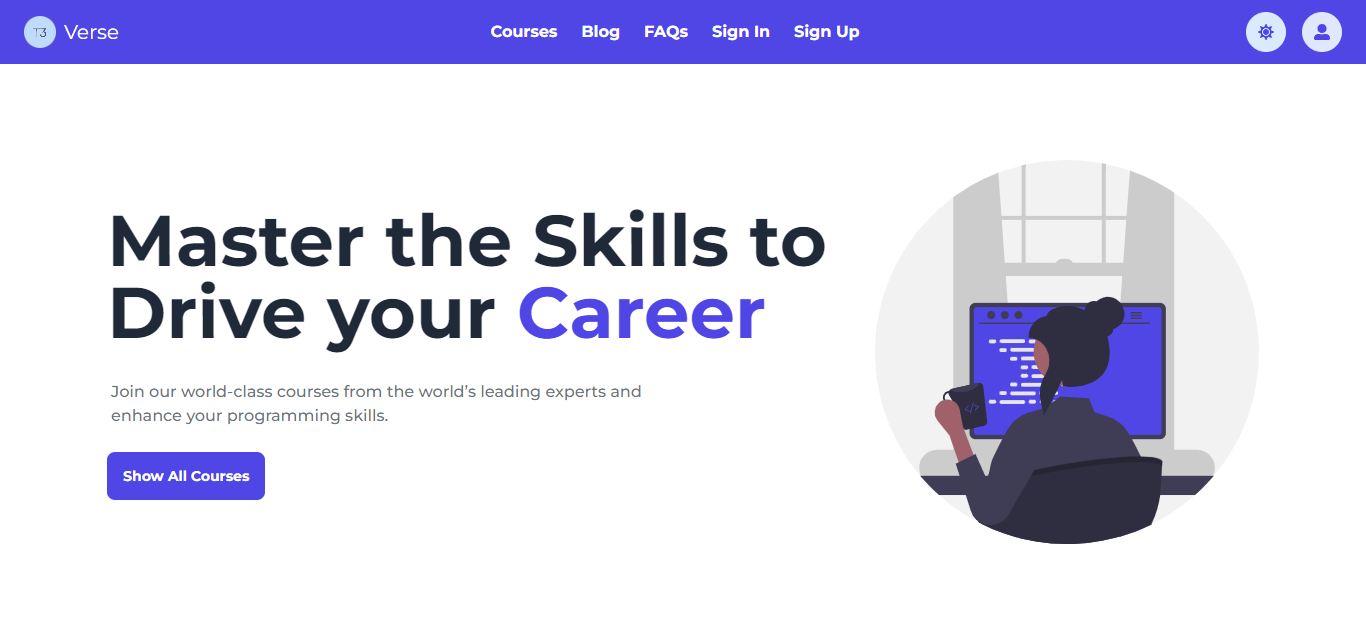 T3 Verse
Courses Blog FAQs Sign In Sign Up
Master the Skills to
Drive your Career
Join our world-class courses from the world’s leading experts and
enhance your programming skills.
Show All Courses
</>